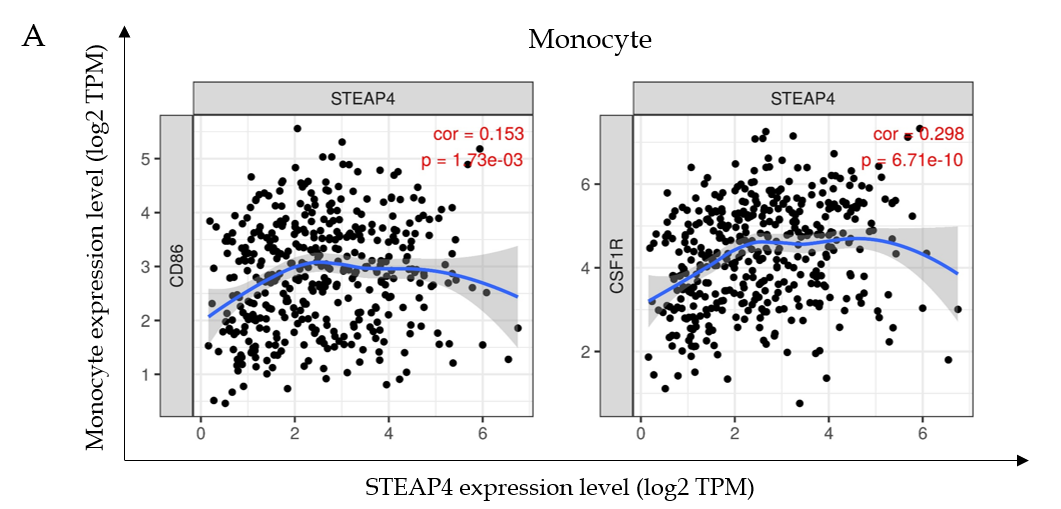 A
Monocyte
Monocyte expression level (log2 TPM)
STEAP4
CD86
cor = 0.153
p = 1.73e-03
5
4
3
2
1
0 2 4 6
STEAP4
CSF1R
cor = 0.298
p = 6.71e-10
6
4
2
0 2 4 6
STEAP4 expression level (log2 TPM)